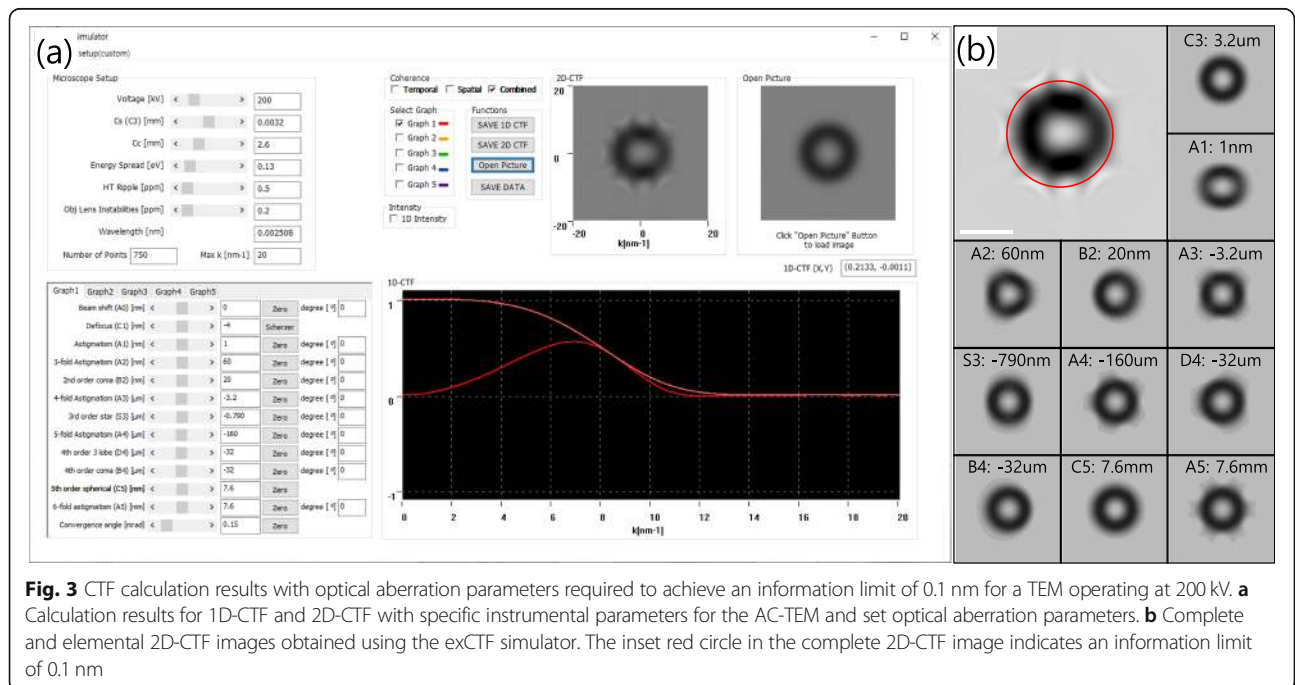 (a)
imulator
setup(custom)
Microscope Setup
Voltage [kV] < > 200
Cs (C3) [mm] < > 0.0032
Cc [mm] < > 2.6
Energy Spread [eV] < > 0.13
HT Ripple [ppm] < > 0.5
Obj Lens Instabilities [ppm] < > 0.2
Wavelength [nm] 0.002508
Number of Points 750 Max k [nm-1] 20
Coherence
Temporal Spatial Combined
Select Graph
Graph 1
Graph 2
Graph 3
Graph 4
Graph 5
Functions
SAVE 1D CTF
SAVE 2D CTF
Open Picture
SAVE DATA
Intensity
1D Intensity
2D-CTF
20
0
-20
-20 0 20
k[nm-1]
Open Picture
Click "Open Picture" Button
to load image
1D-CTF (X,Y) (0.2133, -0.0011)
Graph1 Graph2 Graph3 Graph4 Graph5
Beam shift (A0) [nm] < > 0 Zero degree [º] 0
Defocus (C1) [nm] < > -4 Scherzer
Astigmatism (A1) [nm] < > 1 Zero degree [º] 0
3-fold Astigmatism (A2) [nm] < > 60 Zero degree [º] 0
2nd order coma (B2) [nm] < > 20 Zero degree [º] 0
4-fold Astigmatism (A3) [μm] < > -3.2 Zero degree [º] 0
3rd order star (S3) [μm] < > -0.790 Zero degree [º] 0
5-fold Astigmatism (A4) [μm] < > -160 Zero degree [º] 0
4th order 3 lobe (D4) [μm] < > -32 Zero degree [º] 0
4th order coma (B4) [μm] < > -32 Zero degree [º] 0
5th order spherical (C5) [mm] < > 7.6 Zero
6-fold astigmatism (A5) [mm] < > 7.6 Zero degree [º] 0
Convergence angle [mrad] < > 0.15 Zero
1D-CTF
1
0
-1
0 2 4 6 8 10 12 14 16 18 20
k[nm-1]
(b)
C3: 3.2um
A1: 1nm
A2: 60nm B2: 20nm A3: -3.2um
S3: -790nm A4: -160um D4: -32um
B4: -32um C5: 7.6mm A5: 7.6mm
Fig. 3 CTF calculation results with optical aberration parameters required to achieve an information limit of 0.1 nm for a TEM operating at 200 kV. a
Calculation results for 1D-CTF and 2D-CTF with specific instrumental parameters for the AC-TEM and set optical aberration parameters. b Complete
and elemental 2D-CTF images obtained using the exCTF simulator. The inset red circle in the complete 2D-CTF image indicates an information limit
of 0.1 nm